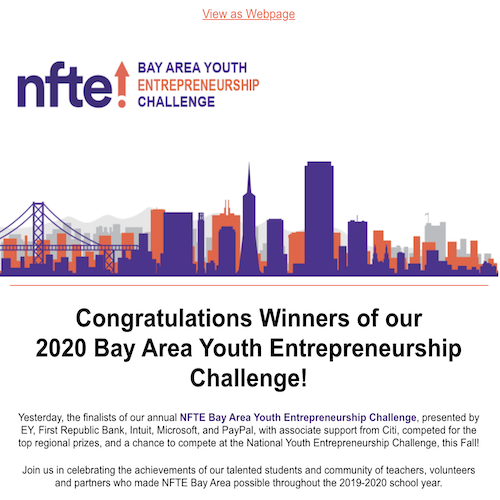 View as Webpage
nfte!
BAY AREA YOUTH
ENTREPRENEURSHIP
CHALLENGE
Congratulations Winners of our
2020 Bay Area Youth Entrepreneurship
Challenge!
Yesterday, the finalists of our annual NFTE Bay Area Youth Entrepreneurship Challenge, presented by
EY, First Republic Bank, Intuit, Microsoft, and PayPal, with associate support from Citi, competed for the
top regional prizes, and a chance to compete at the National Youth Entrepreneurship Challenge, this Fall!
Join us in celebrating the achievements of our talented students and community of teachers, volunteers
and partners who made NFTE Bay Area possible throughout the 2019-2020 school year.